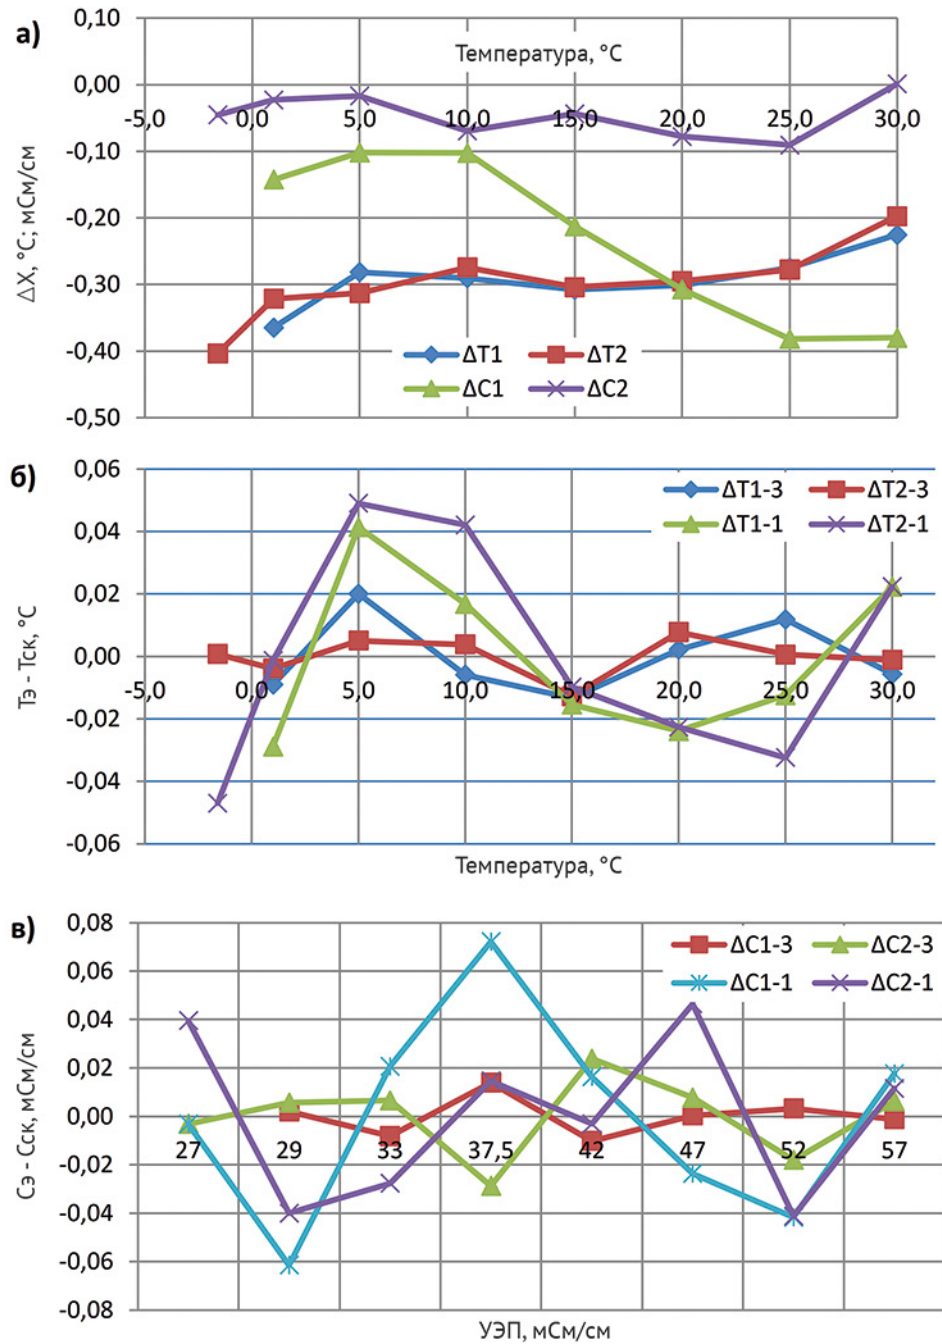 а)
0,10
Температура, °C
0,00
-5,0 0,0 5,0 10,0 15,0 20,0 25,0 30,0
-0,10
-0,20
-0,30
-0,40
-0,50
ΔX, °C; мСм/см
ΔT1 ΔT2
ΔC1 ΔC2
б)
0,06
0,04
0,02
0,00
-5,0 0,0 5,0 10,0 15,0 20,0 25,0 30,0
-0,02
-0,04
-0,06
Tэ - Tск, °C
ΔT1-3 ΔT2-3
ΔT1-1 ΔT2-1
Температура, °C
в)
0,08
0,06
0,04
0,02
0,00
27 29 33 37,5 42 47 52 57
-0,02
-0,04
-0,06
-0,08
Cэ - Cск, мСм/см
ΔC1-3 ΔC2-3
ΔC1-1 ΔC2-1
УЭП, мСм/см